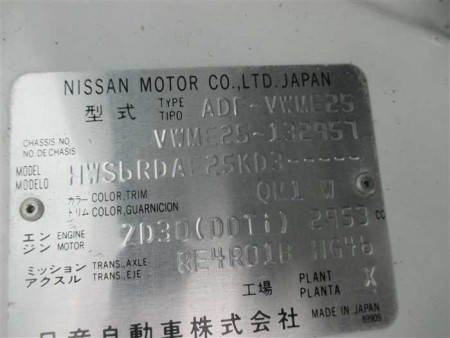 NISSAN MOTOR CO.,LTD. JAPAN
型式 TYPE TIPO ADF-VWME25
CHASSIS NO. NO. DE CHASIS VWME25-132957
MODEL MODELO
カラー COLOR, TRIM QM1 W
トリム COLOR, GUARNICION
エンジン ENGINE MOTOR ZD30(DDTi) 2953 cc
ミッション TRANS., AXLE RE4R01B HG46
アクスル TRANS., EJE
工場 PLANT PLANTA X
MADE IN JAPAN
日産自動車株式会社 89909